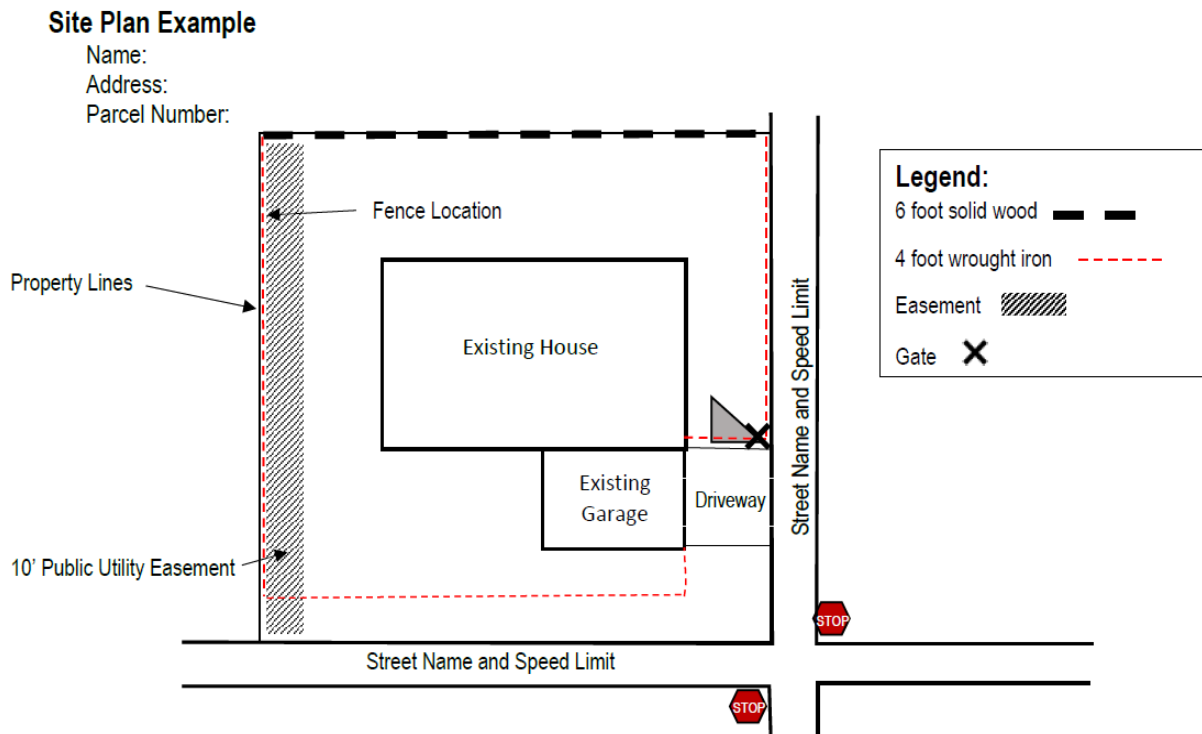 Site Plan Example
Name:
Address:
Parcel Number:
Legend:
6 foot solid wood
4 foot wrought iron
Easement
Gate
Fence Location
Property Lines
Existing House
Street Name and Speed Limit
Existing
Garage
Driveway
10’ Public Utility Easement
STOP
Street Name and Speed Limit
STOP